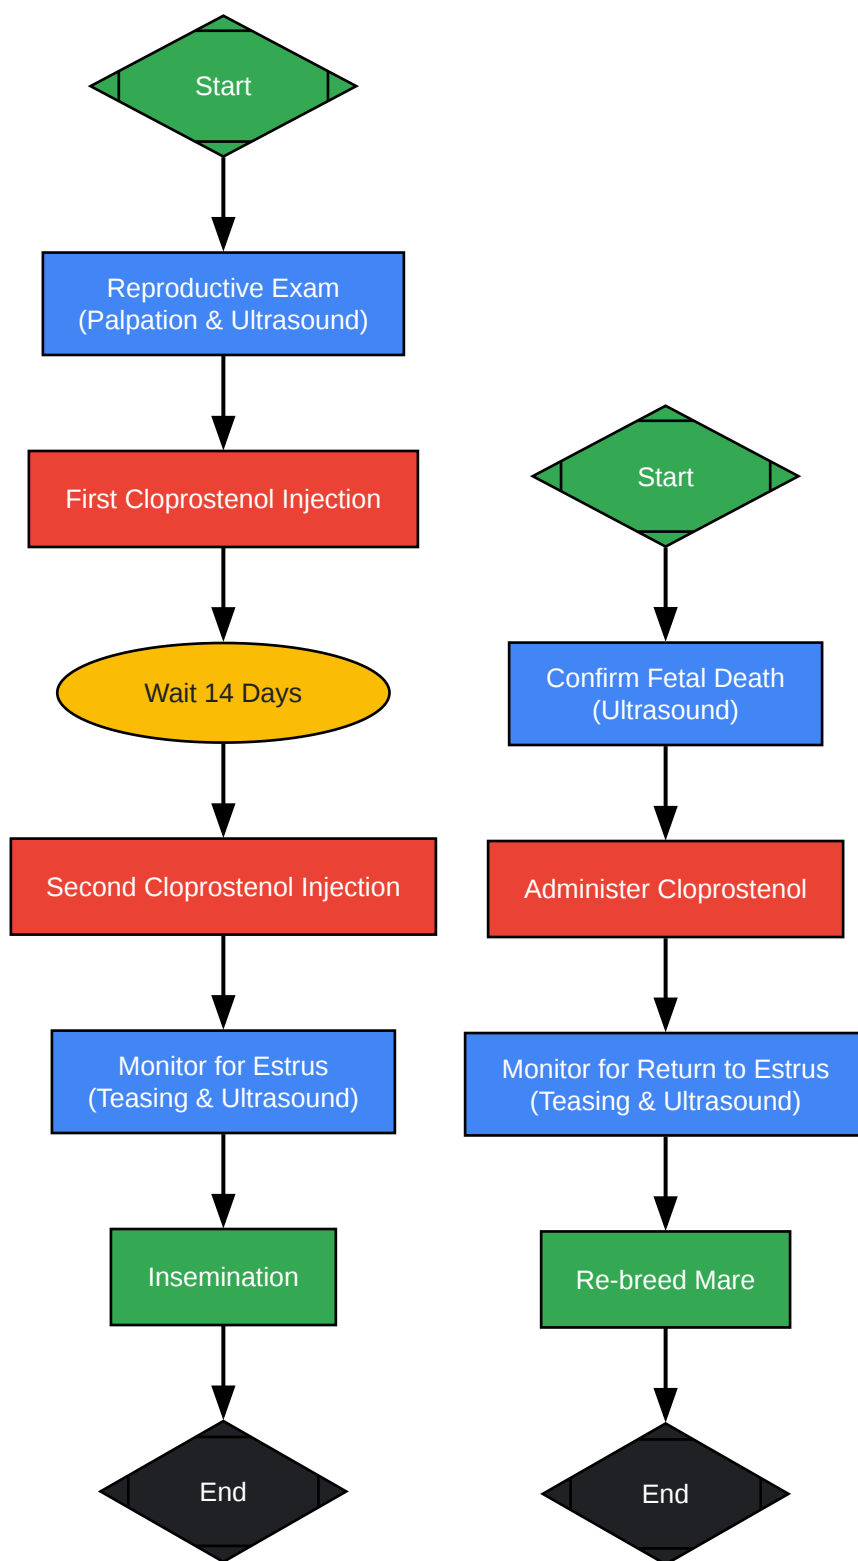 Start
Reproductive Exam
(Palpation & Ultrasound)
First Cloprostenol Injection
Wait 14 Days
Second Cloprostenol Injection
Monitor for Estrus
(Teasing & Ultrasound)
Insemination
End
Start
Confirm Fetal Death
(Ultrasound)
Administer Cloprostenol
Monitor for Return to Estrus
(Teasing & Ultrasound)
Re-breed Mare
End